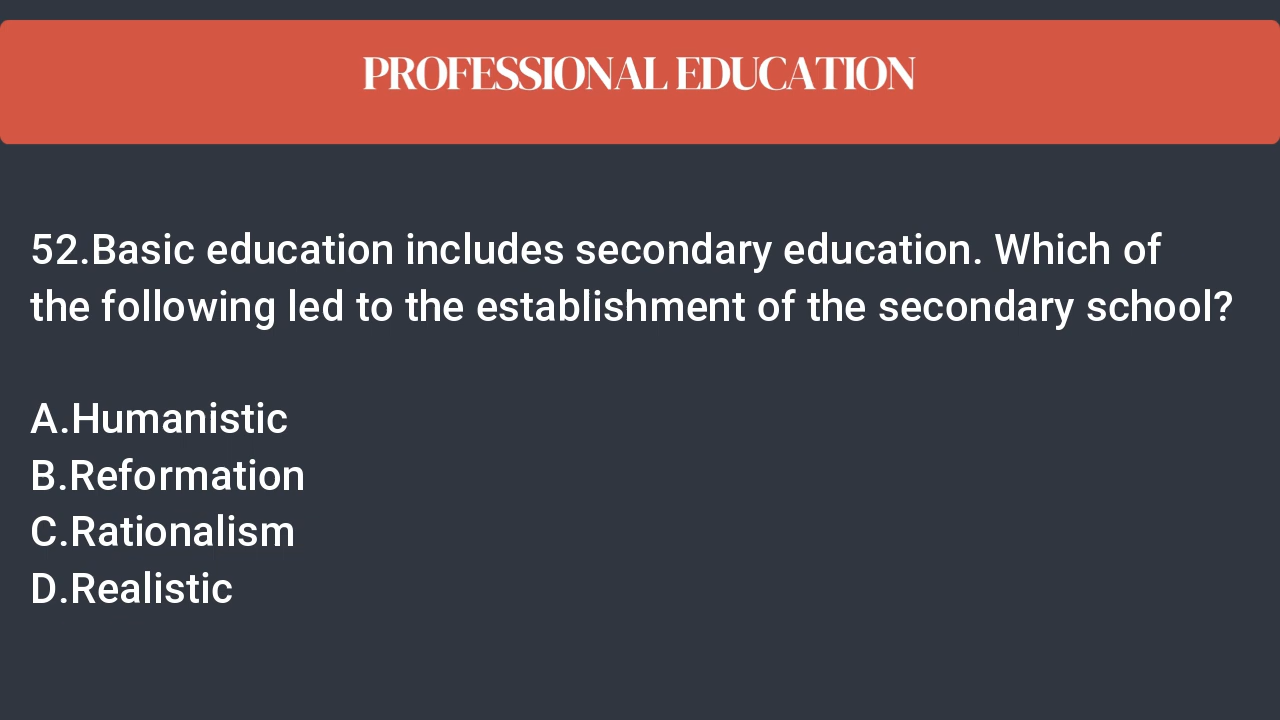 PROFESSIONAL EDUCATION
52.Basic education includes secondary education. Which of
the following led to the establishment of the secondary school?
A.Humanistic
B.Reformation
C.Rationalism
D.Realistic